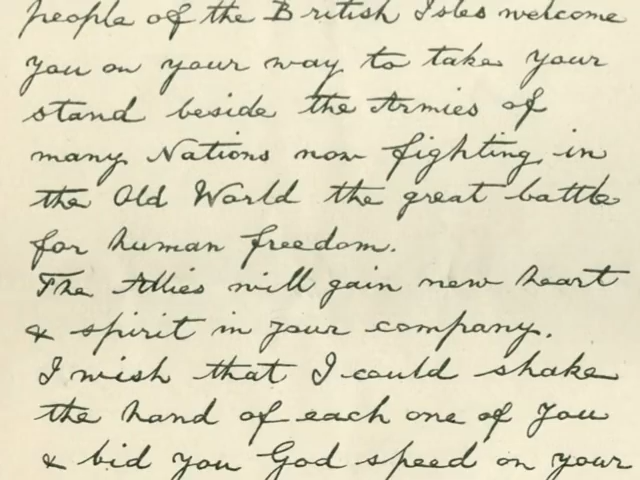 people of the British Isles welcome
you on your way to take your
stand beside the Armies of
many Nations now fighting in
the Old World the great battle
for human freedom.
The Allies will gain new heart
& spirit in your company.
I wish that I could shake
the hand of each one of you
& bid you God speed on your